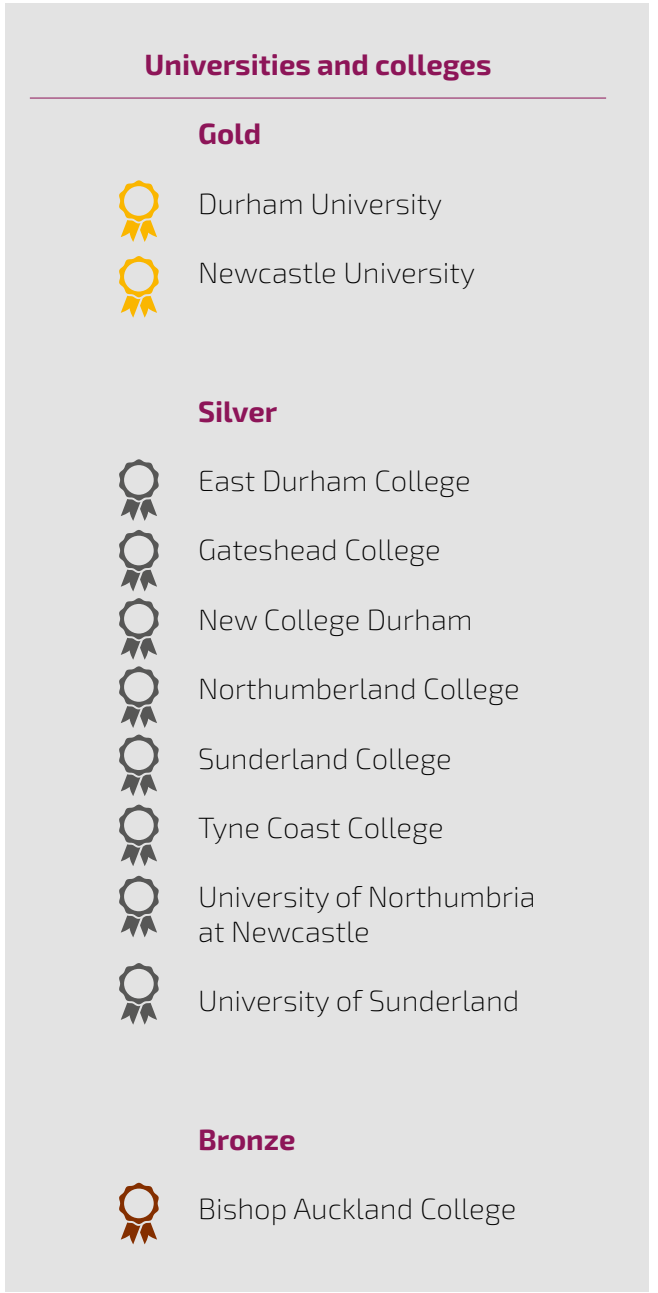 Universities and colleges
Gold
Durham University
Newcastle University
Silver
East Durham College
Gateshead College
New College Durham
Northumberland College
Sunderland College
Tyne Coast College
University of Northumbria
at Newcastle
University of Sunderland
Bronze
Bishop Auckland College